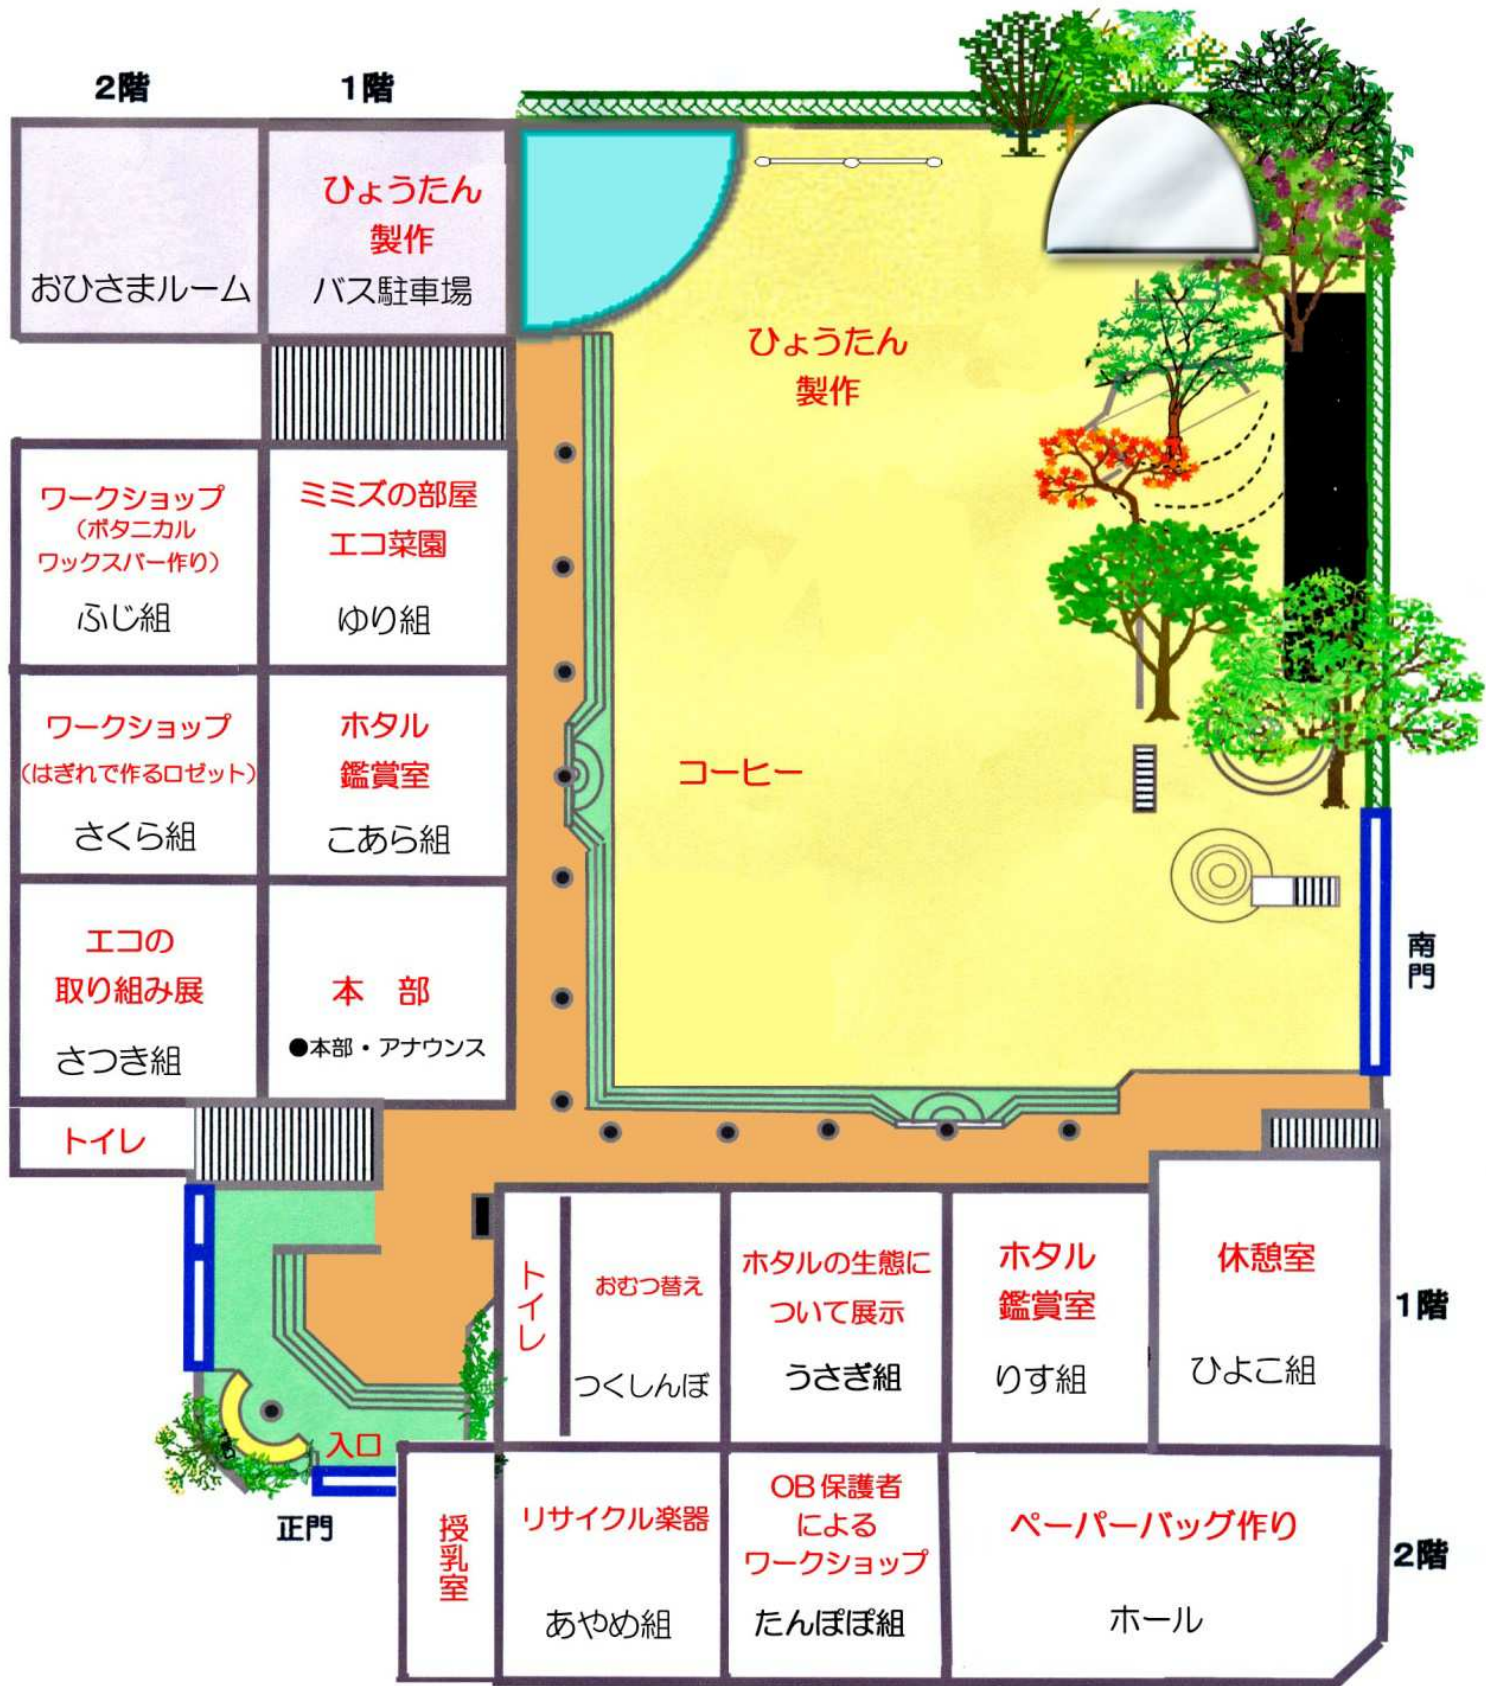 2階
1階
ひょうたん
製作
おひさまルーム
バス駐車場
ひょうたん
製作
ワークショップ
（ボタニカル
ワックスバー作り）
ふじ組
ミミズの部屋
エコ菜園
ゆり組
ワークショップ
（はぎれで作るロゼット）
さくら組
ホタル
鑑賞室
こあら組
コーヒー
エコの
取り組み展
さつき組
本　部
●本部・アナウンス
南門
トイレ
トイレ
おむつ替え
つくしんぼ
ホタルの生態に
ついて展示
うさぎ組
ホタル
鑑賞室
りす組
休憩室
ひよこ組
1階
入口
正門
授乳室
リサイクル楽器
あやめ組
OB保護者
による
ワークショップ
たんぽぽ組
ペーパーバッグ作り
ホール
2階